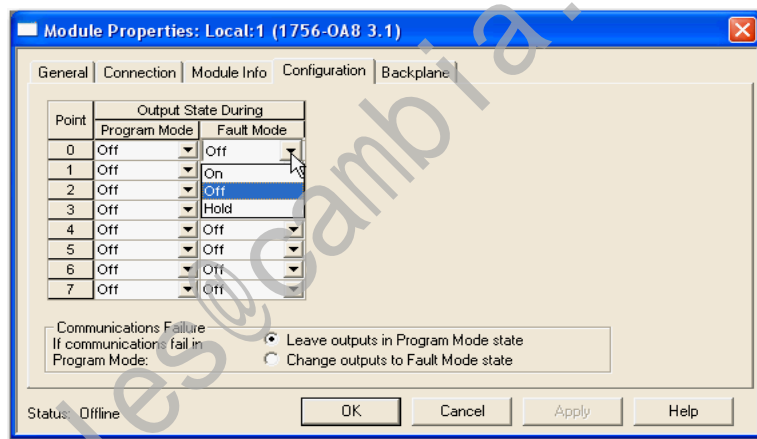 Module Properties: Local:1 (1756-OA8 3.1)
General Connection Module Info Configuration Backplane
Point Output State During
Program Mode Fault Mode
0 Off Off
1 Off On
2 Off Off
3 Off Hold
4 Off Off
5 Off Off
6 Off Off
7 Off Off
Communications Failure
If communications fail in Program Mode:
Leave outputs in Program Mode state
Change outputs to Fault Mode state
Status: Offline
OK Cancel Apply Help
les@cambia.